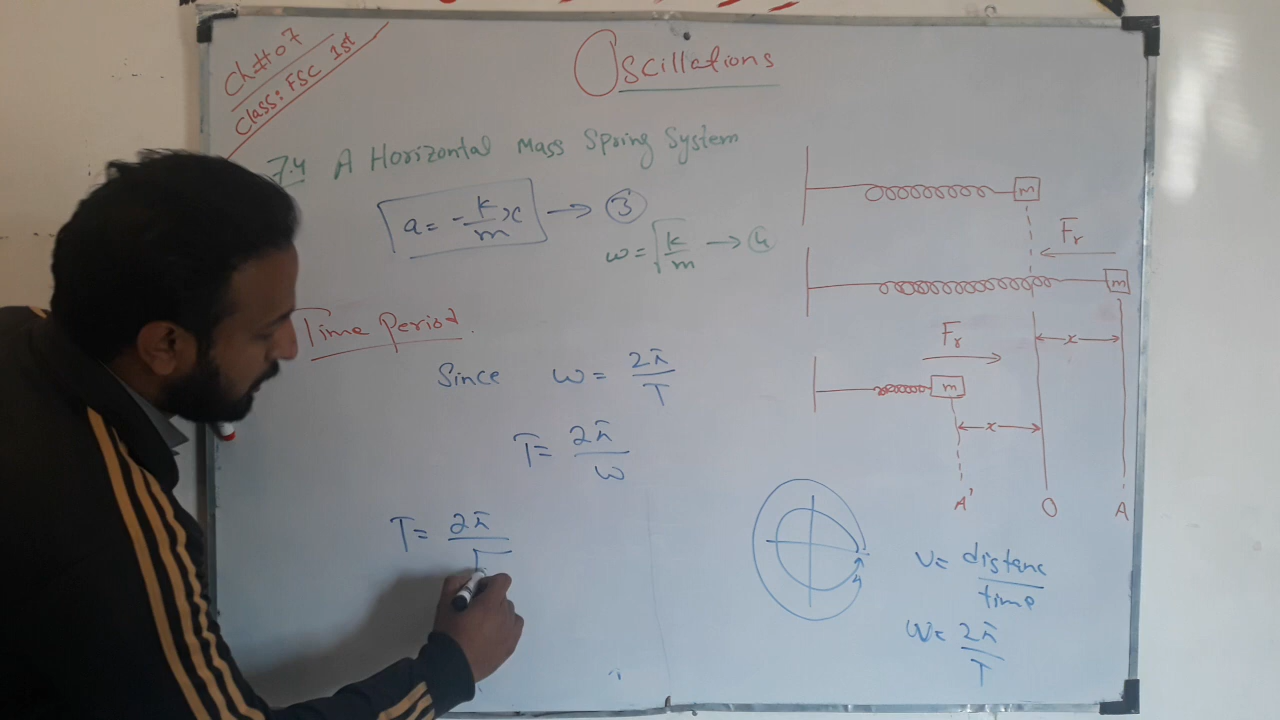 Ch#07
Class: FSC 1st
Oscillations
7.4 A Horizontal Mass Spring System
a = - k/m x → 3
ω = √k/m → 4
Time Period.
Since ω = 2π/T
T = 2π/ω
T = 2π/√
m
Fr
m
x
Fr
m
x
A' O A
v = distanc/time
ω = 2π/T